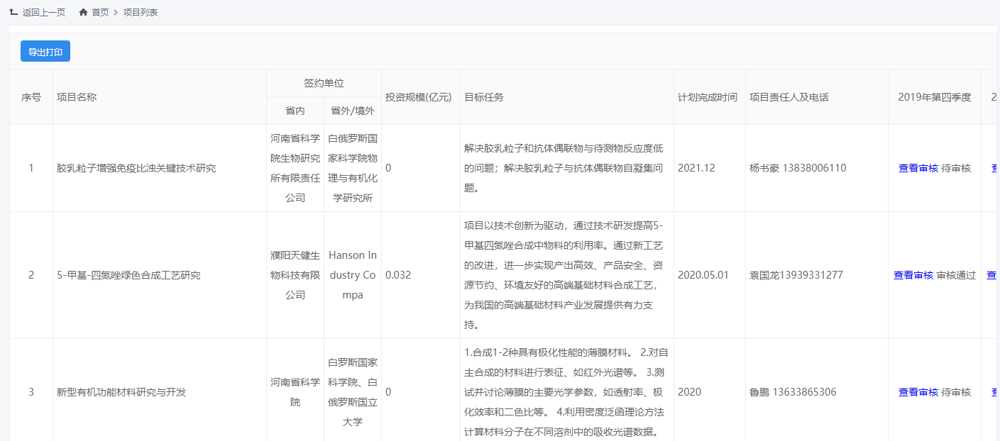 返回上一页 首页 > 项目列表
导出打印
序号 项目名称 签约单位 投资规模(亿元) 目标任务 计划完成时间 项目责任人及电话 2019年第四季度 2
省内 省外/境外
1
胶乳粒子增强免疫比浊关键技术研究
河南省科学
院生物研究
所有限责任
公司
白俄罗斯国
家科学院物
理与有机化
学研究所
0
解决胶乳粒子和抗体偶联物与待测物反应度低
的问题；解决胶乳粒子与抗体偶联物自凝集问
题。
2021.12
杨书豪 13838006110
查看审核 待审核
2
5-甲基-四氮唑绿色合成工艺研究
濮阳天健生
物科技有限
公司
Hanson In
dustry Co
mpa
0.032
项目以技术创新为驱动，通过技术研发提高5-
甲基四氮唑合成中物料的利用率。通过新工艺
的改进，进一步实现产出高效、产品安全、资
源节约、环境友好的高端基础材料合成工艺，
为我国的高端基础材料产业发展提供有力支
持。
2020.05.01
袁国龙13939331277
查看审核 审核通过
查
3
新型有机功能材料研究与开发
河南省科学
院
白罗斯国家
科学院、白
俄罗斯国立
大学
0
1.合成1-2种具有极化性能的薄膜材料。 2.对自
主合成的材料进行表征、如红外光谱等。 3.测
试并讨论薄膜的主要光学参数，如透射率、极
化效率和二色比等。 4.利用密度泛函理论方法
计算材料分子在不同溶剂中的吸收光谱数据。
2020
鲁鹏 13633865306
查看审核 待审核